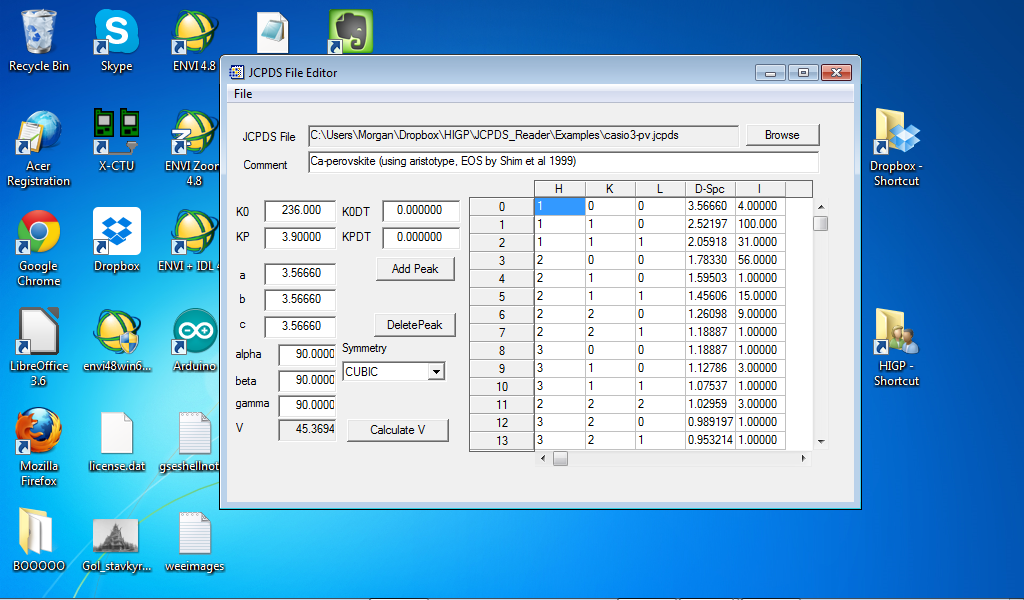 Recycle Bin
Skype
ENVI 4.8
Acer Registration
X-CTU
ENVI Zoom 4.8
Google Chrome
Dropbox
ENVI + IDL 4
LibreOffice 3.6
envi48win6...
Arduino
Mozilla Firefox
license.dat
gseshellnot
BOOOOO
Gol_stavkyr...
weeimages
Dropbox - Shortcut
HIGP - Shortcut
JCPDS File Editor
File
JCPDS File C:\Users\Morgan\Dropbox\HIGP\JCPDS_Reader\Examples\casio3-pv.jcpds Browse
Comment Ca-perovskite (using aristotype, EOS by Shim et al 1999)
K0 236.000 K0DT 0.000000
KP 3.90000 KPDT 0.000000
Add Peak
a 3.56660
b 3.56660
c 3.56660
DeletePeak
alpha 90.0000
beta 90.0000
gamma 90.0000
V 45.3694
Symmetry
CUBIC
Calculate V
H K L D-Spc I
0 1 0 0 3.56660 4.00000
1 1 1 0 2.52197 100.000
2 1 1 1 2.05918 31.0000
3 2 0 0 1.78330 56.0000
4 2 1 0 1.59503 1.00000
5 2 1 1 1.45606 15.0000
6 2 2 0 1.26098 9.00000
7 2 2 1 1.18887 1.00000
8 3 0 0 1.18887 1.00000
9 3 1 0 1.12786 3.00000
10 3 1 1 1.07537 1.00000
11 2 2 2 1.02959 3.00000
12 3 2 0 0.989197 1.00000
13 3 2 1 0.953214 1.00000